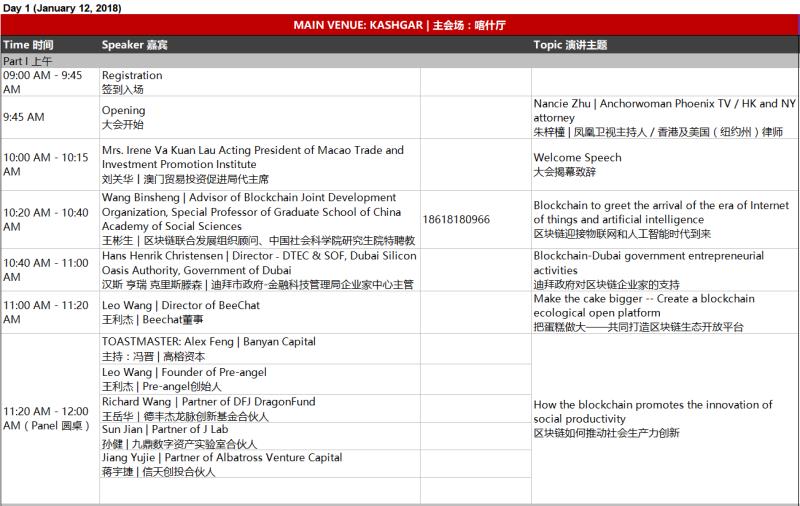 Day 1 (January 12, 2018)
MAIN VENUE: KASHGAR | 主会场：喀什厅
Time 时间
Speaker 嘉宾
Topic 演讲主题
Part I 上午
09:00 AM - 9:45
AM
Registration
签到入场
9:45 AM
Opening
大会开始
Nancie Zhu | Anchorwoman Phoenix TV / HK and NY
attorney
朱梓橦 | 凤凰卫视主持人 / 香港及美国（纽约州）律师
10:00 AM - 10:15
AM
Mrs. Irene Va Kuan Lau Acting President of Macao Trade and
Investment Promotion Institute
刘关华 | 澳门贸易投资促进局代主席
Welcome Speech
大会揭幕致辞
10:20 AM - 10:40
AM
Wang Binsheng | Advisor of Blockchain Joint Development
Organization, Special Professor of Graduate School of China
Academy of Social Sciences
王彬生 | 区块链联合发展组织顾问、中国社会科学院研究生院特聘教
18618180966
Blockchain to greet the arrival of the era of Internet
of things and artificial intelligence
区块链迎接物联网和人工智能时代到来
10:40 AM - 11:00
AM
Hans Henrik Christensen | Director - DTEC & SOF, Dubai Silicon
Oasis Authority, Government of Dubai
汉斯 亨瑞 克里斯滕森 | 迪拜市政府-金融科技管理局企业家中心主管
Blockchain-Dubai government entrepreneurial
activities
迪拜政府对区块链企业家的支持
11:00 AM - 11:20
AM
Leo Wang | Director of BeeChat
王利杰 | Beechat董事
Make the cake bigger -- Create a blockchain
ecological open platform
把蛋糕做大——共同打造区块链生态开放平台
11:20 AM - 12:00
AM（Panel 圆桌）
TOASTMASTER: Alex Feng | Banyan Capital
主持：冯晋 | 高榕资本
Leo Wang | Founder of Pre-angel
王利杰 | Pre-angel创始人
Richard Wang | Partner of DFJ DragonFund
王岳华 | 德丰杰龙脉创新基金合伙人
Sun Jian | Partner of J Lab
孙健 | 九鼎数字资产实验室合伙人
Jiang Yujie | Partner of Albatross Venture Capital
蒋宇捷 | 信天创投合伙人
How the blockchain promotes the innovation of
social productivity
区块链如何推动社会生产力创新